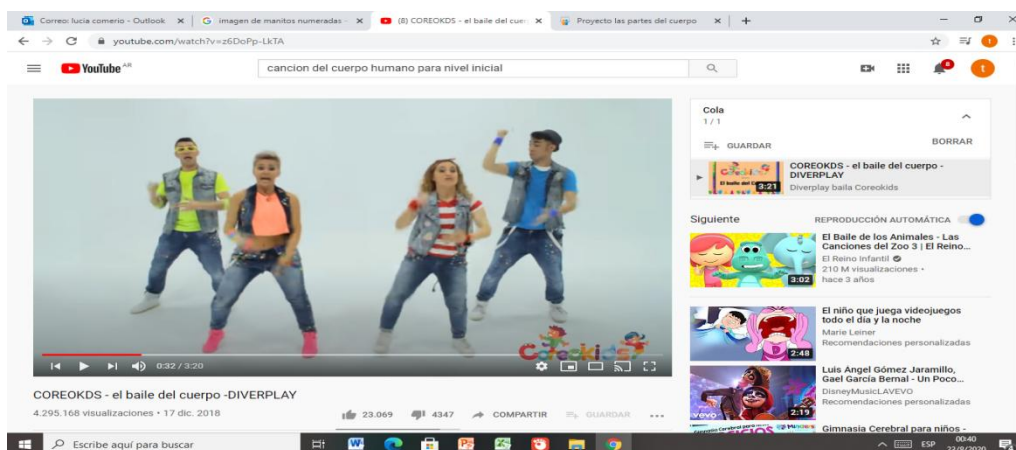 Correo: lucia comerio - Outlook
imagen de manitos numeradas -
(8) COREOKDS - el baile del cuer
Proyecto las partes del cuerpo
youtube.com/watch?v=z6DoPp-LkTA
YouTube AR
cancion del cuerpo humano para nivel inicial
8
t
Coreokids
0:32 / 3:20
COREOKDS - el baile del cuerpo -DIVERPLAY
4.295.168 visualizaciones • 17 dic. 2018
23.069
4347
COMPARTIR
GUARDAR
Cola
1 / 1
GUARDAR
BORRAR
3:21
COREOKDS - el baile del cuerpo -
DIVERPLAY
Diverplay baila Coreokids
Siguiente
REPRODUCCIÓN AUTOMÁTICA
3:02
El Baile de los Animales - Las
Canciones del Zoo 3 | El Reino...
El Reino Infantil
210 M visualizaciones •
hace 3 años
2:48
El niño que juega videojuegos
todo el día y la noche
Marie Leiner
Recomendaciones personalizadas
vevo
2:19
Luis Ángel Gómez Jaramillo,
Gael García Bernal - Un Poco...
DisneyMusicLAVEVO
Recomendaciones personalizadas
Gimnasia Cerebral para niños -
Escribe aquí para buscar
ESP
00:40
23/8/2020